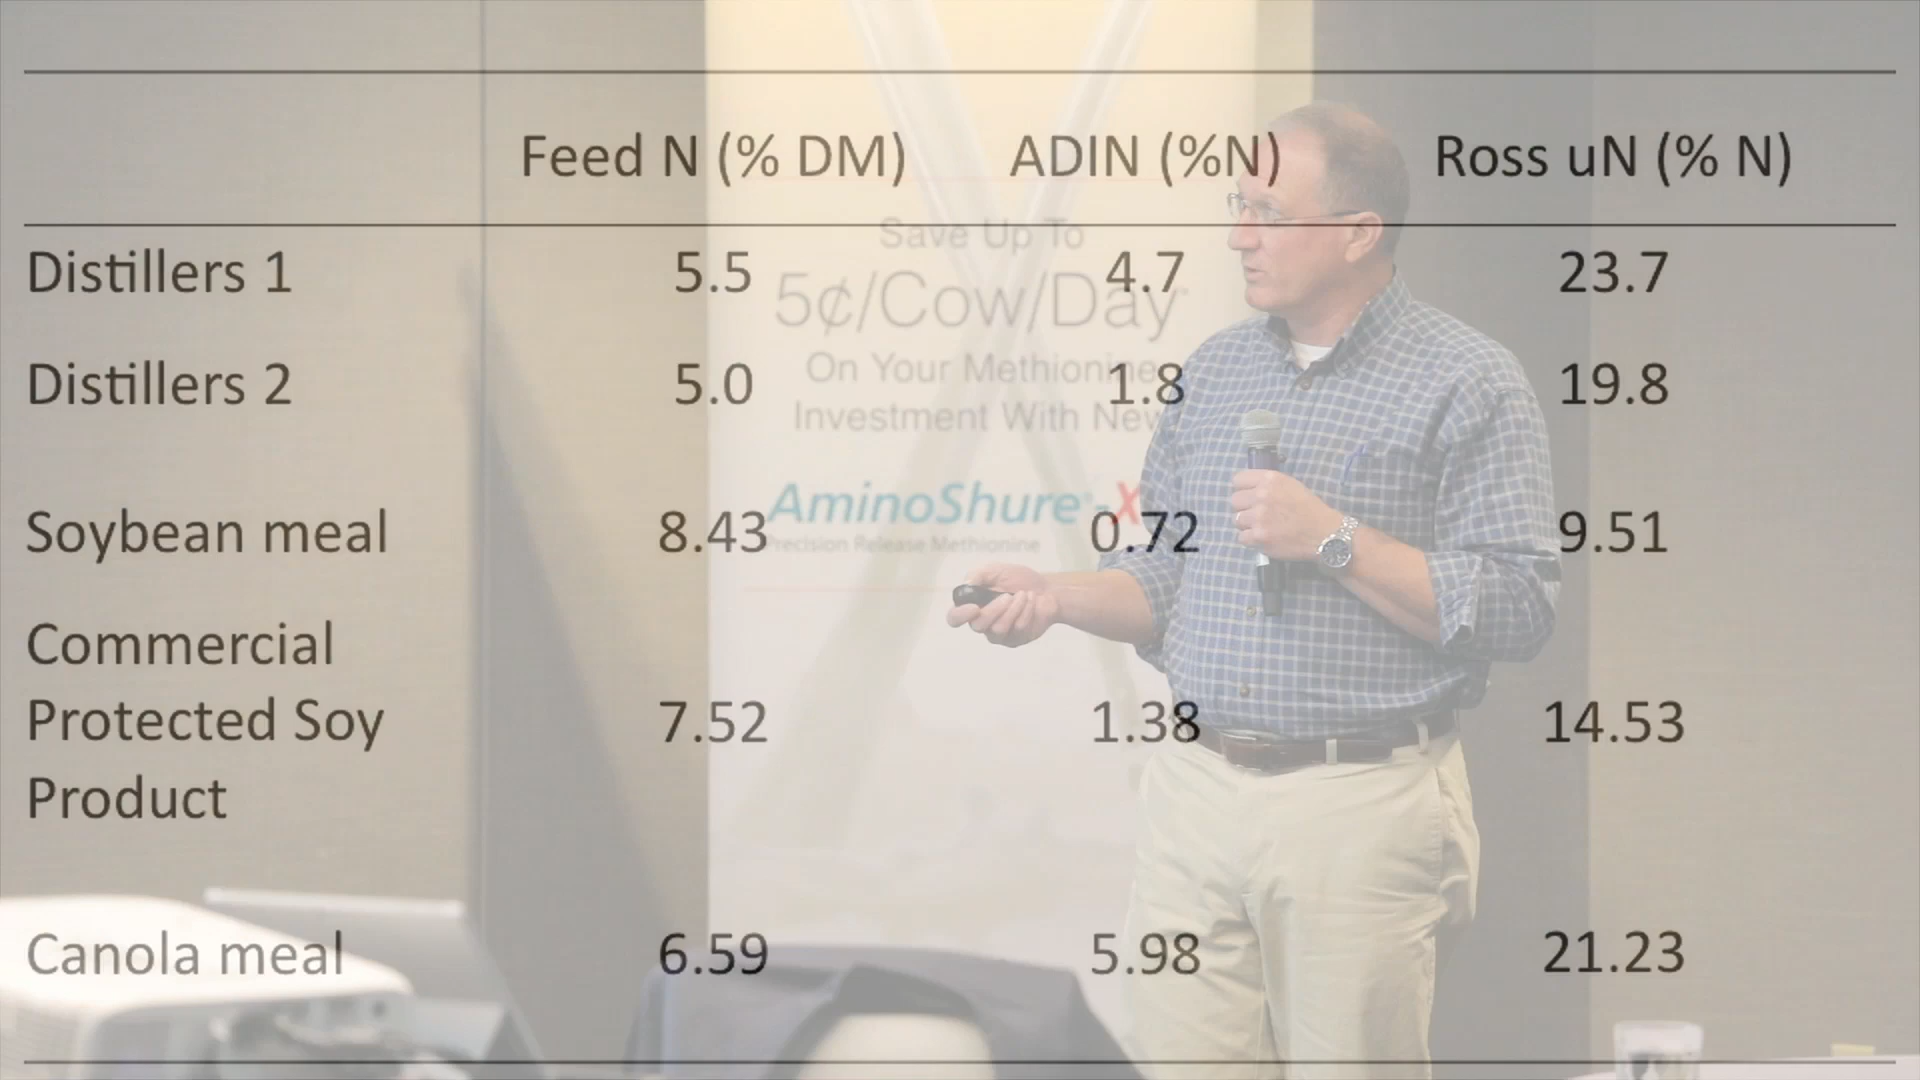 Feed N (% DM) ADIN (%N) Ross uN (% N)
Distillers 1 5.5 4.7 23.7
Distillers 2 5.0 1.8 19.8
Soybean meal 8.43 0.72 9.51
Commercial
Protected Soy
Product 7.52 1.38 14.53
Canola meal 6.59 5.98 21.23
Save Up To
5¢/Cow/Day
On Your Methionine
Investment With New
AminoShure®-X
Precision Release Methionine